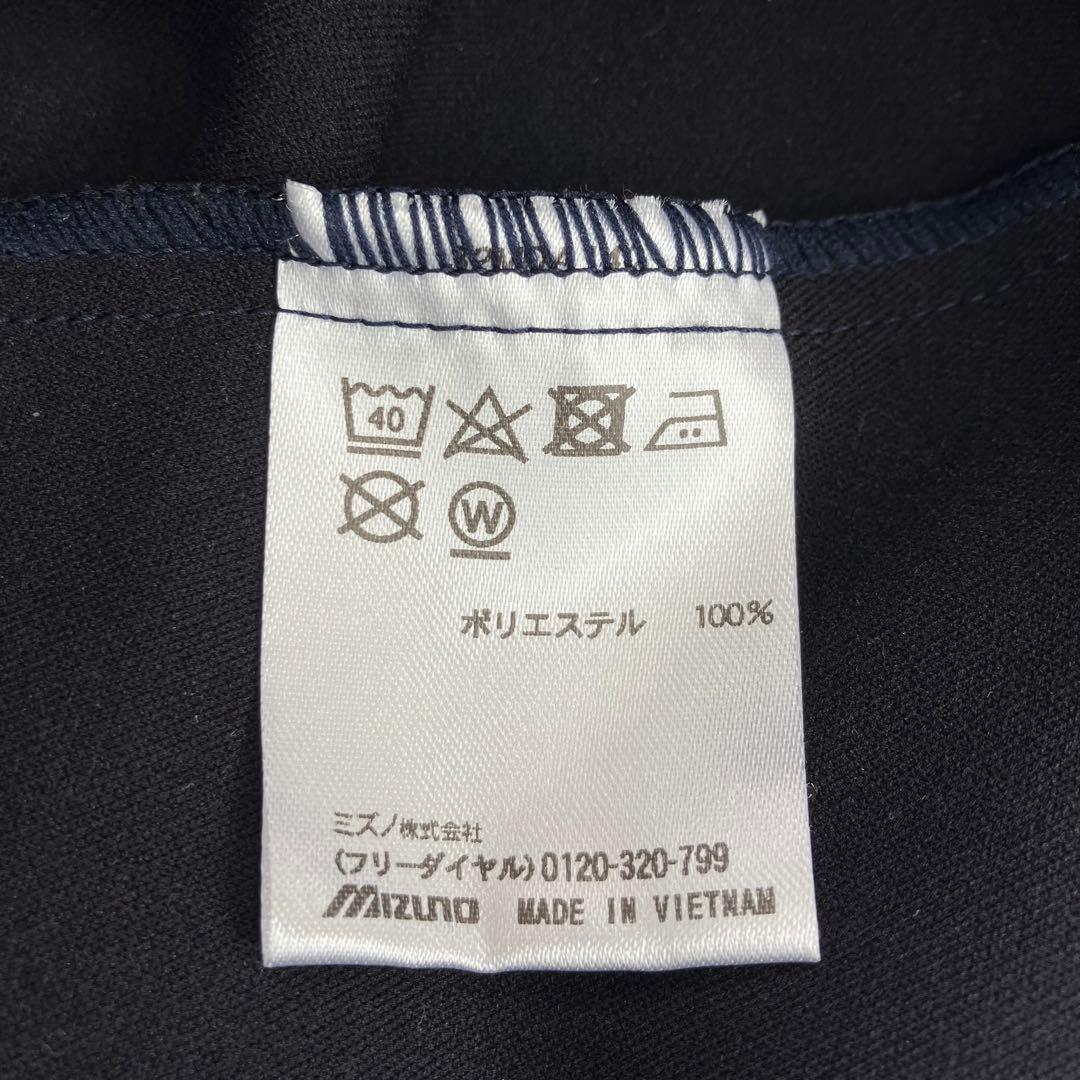 40
W
ポリエステル 100%
ミズノ株式会社
(フリーダイヤル)0120-320-799
MIZUNO MADE IN VIETNAM